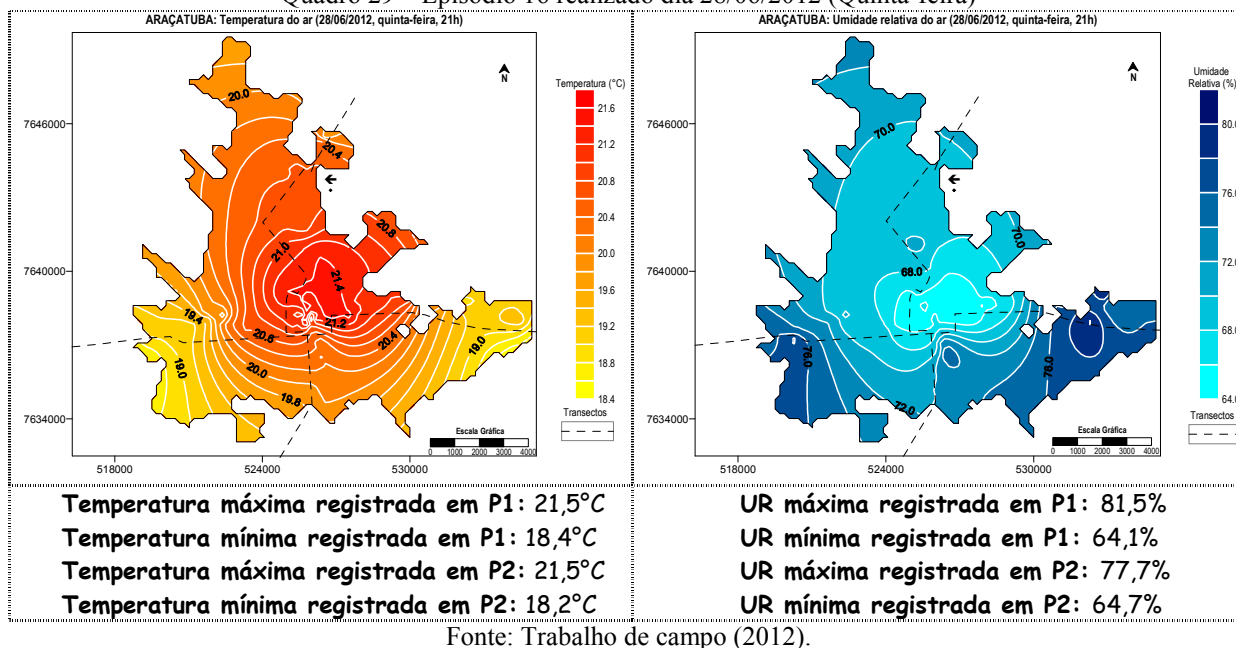 Quadro 29 – Episódio 16 realizado dia 28/06/2012 (Quinta-feira)
ARAÇATUBA: Temperatura do ar (28/06/2012, quinta-feira, 21h)
N
Temperatura (°C)
21.6
21.2
20.8
20.4
20.0
19.6
19.2
18.8
18.4
Transectos
7646000
7640000
7634000
20.0
20.4
20.8
21.0
21.4
21.2
19.4
20.6
20.4
19.0
19.0
20.0
19.8
Escala Gráfica
0 1000 2000 3000 4000
518000 524000 530000
ARAÇATUBA: Umidade relativa do ar (28/06/2012, quinta-feira, 21h)
N
Umidade
Relativa (%)
80.0
76.0
72.0
68.0
64.0
Transectos
7646000
7640000
7634000
70.0
70.0
68.0
76.0
76.0
72.0
Escala Gráfica
0 1000 2000 3000 4000
518000 524000 530000
Temperatura máxima registrada em P1: 21,5°C
Temperatura mínima registrada em P1: 18,4°C
Temperatura máxima registrada em P2: 21,5°C
Temperatura mínima registrada em P2: 18,2°C
UR máxima registrada em P1: 81,5%
UR mínima registrada em P1: 64,1%
UR máxima registrada em P2: 77,7%
UR mínima registrada em P2: 64,7%
Fonte: Trabalho de campo (2012).